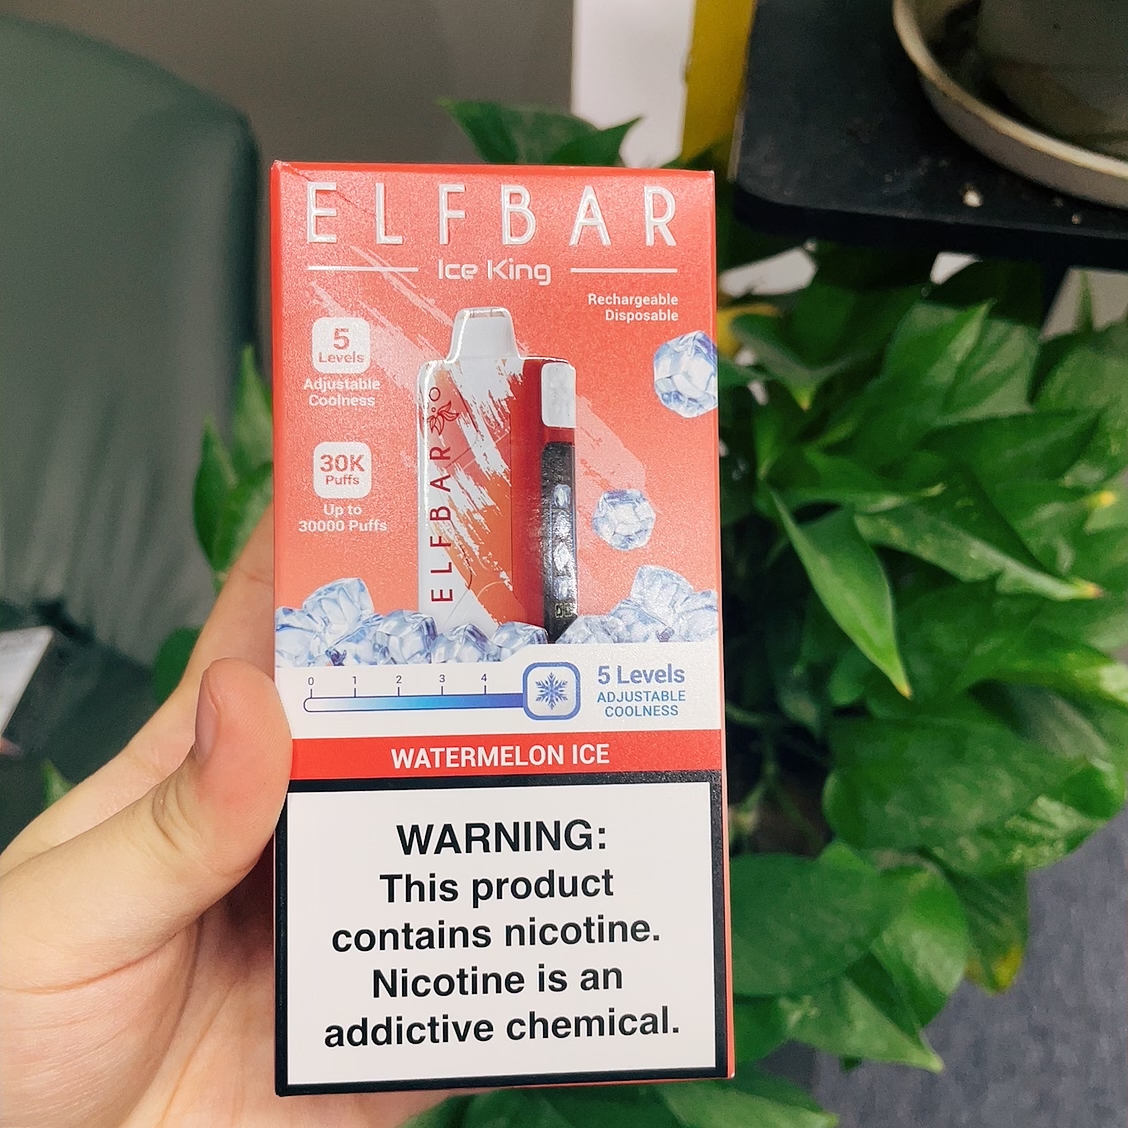 ELFBAR
Ice King
Rechargeable
Disposable
5
Levels
Adjustable
Coolness
30K
Puffs
Up to
30000 Puffs
ELFBAR
0 1 2 3 4
5 Levels
ADJUSTABLE
COOLNESS
WATERMELON ICE
WARNING:
This product
contains nicotine.
Nicotine is an
addictive chemical.